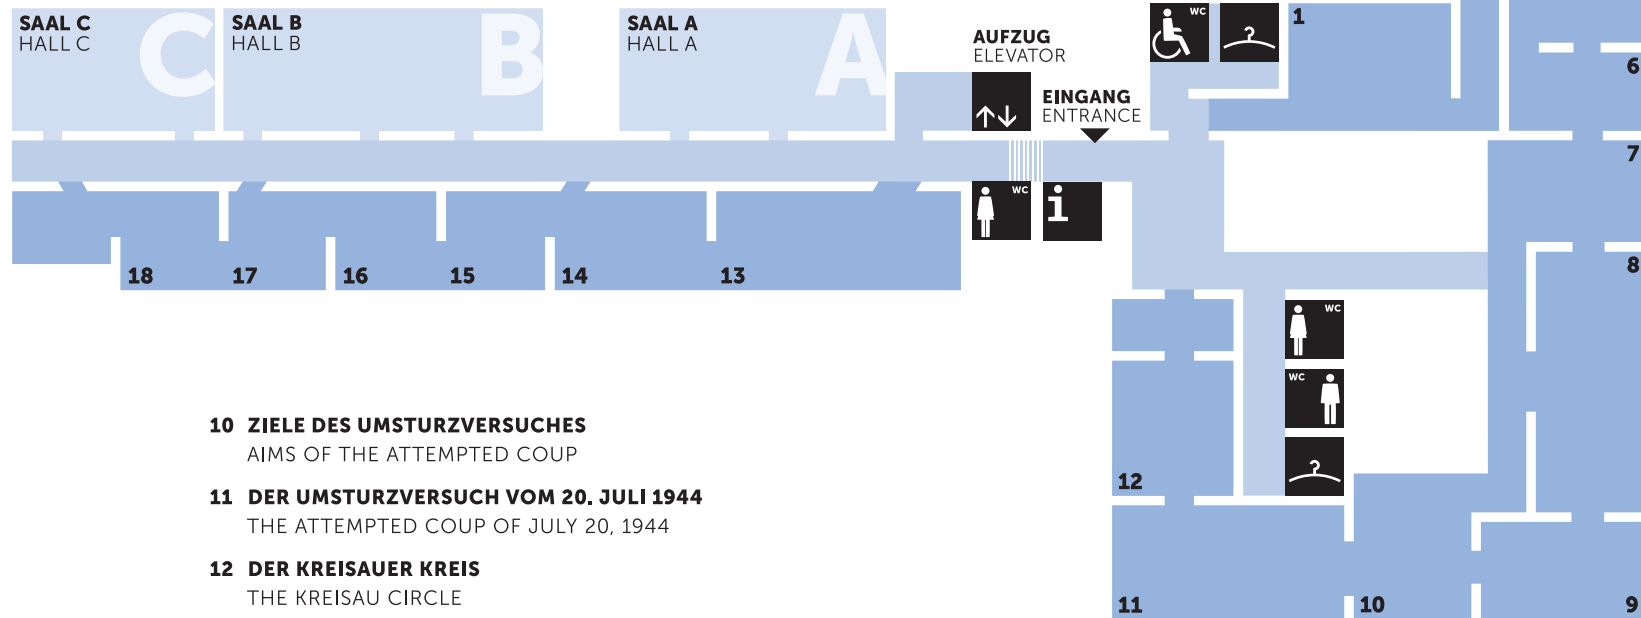 SAAL C
HALL C
C
SAAL B
HALL B
B
SAAL A
HALL A
A
AUFZUG
ELEVATOR
EINGANG
ENTRANCE
WC
1
6
7
8
WC
i
18
17
16
15
14
13
WC
WC
12
11
10
9
10 ZIELE DES UMSTURZVERSUCHES
AIMS OF THE ATTEMPTED COUP
11 DER UMSTURZVERSUCH VOM 20. JULI 1944
THE ATTEMPTED COUP OF JULY 20, 1944
12 DER KREISAUER KREIS
THE KREISAU CIRCLE